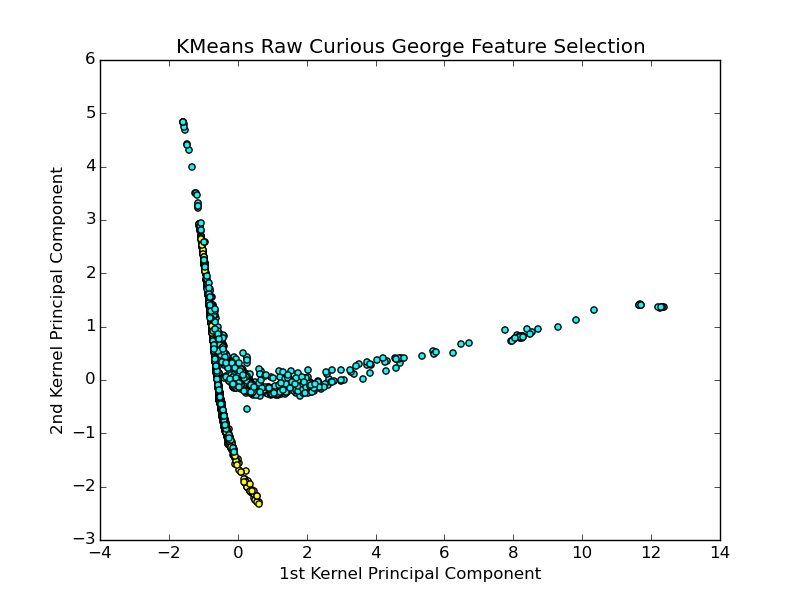 KMeans Raw Curious George Feature Selection
6
5
4
3
2
1
0
−1
−2
−3
2nd Kernel Principal Component
−4 −2 0 2 4 6 8 10 12 14
1st Kernel Principal Component